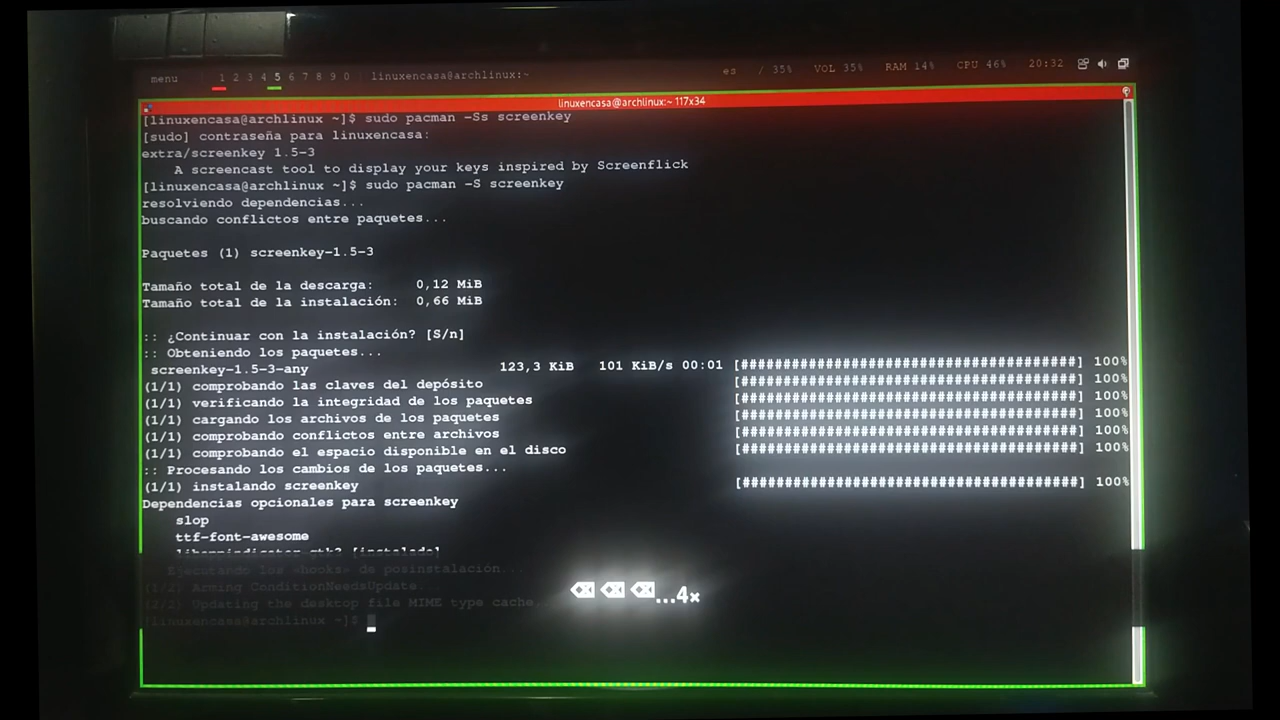 menu 1 2 3 4 5 6 7 8 9 0 linuxencasa@archlinux:~ es / 35% VOL 35% RAM 14% CPU 46% 20:32
linuxencasa@archlinux:~ 117x34
[linuxencasa@archlinux ~]$ sudo pacman -Ss screenkey
[sudo] contraseña para linuxencasa:
extra/screenkey 1.5-3
A screencast tool to display your keys inspired by Screenflick
[linuxencasa@archlinux ~]$ sudo pacman -S screenkey
resolviendo dependencias...
buscando conflictos entre paquetes...
Paquetes (1) screenkey-1.5-3
Tamaño total de la descarga: 0,12 MiB
Tamaño total de la instalación: 0,66 MiB
:: ¿Continuar con la instalación? [S/n]
:: Obteniendo los paquetes...
screenkey-1.5-3-any 123,3 KiB 101 KiB/s 00:01 [########################################] 100%
(1/1) comprobando las claves del depósito [########################################] 100%
(1/1) verificando la integridad de los paquetes [########################################] 100%
(1/1) cargando los archivos de los paquetes [########################################] 100%
(1/1) comprobando conflictos entre archivos [########################################] 100%
(1/1) comprobando el espacio disponible en el disco [########################################] 100%
:: Procesando los cambios de los paquetes...
(1/1) instalando screenkey [########################################] 100%
Dependencias opcionales para screenkey
slop
ttf-font-awesome
libappindicator-gtk3 [instalado]
Ejecutando los «hooks» de posinstalación...
(1/2) Arming ConditionNeedsUpdate.
(2/2) Updating the desktop file MIME type cache.
[linuxencasa@archlinux ~]$
⌫ ⌫ ⌫...4×